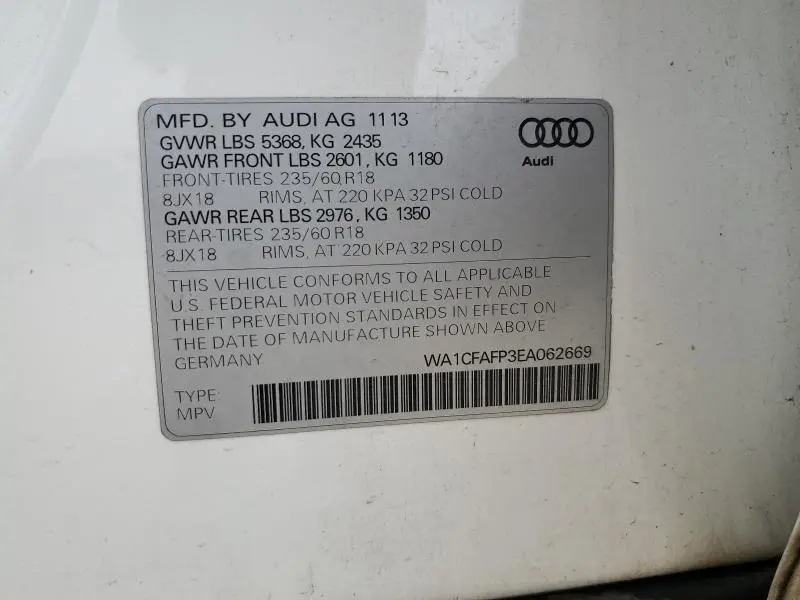 MFD. BY AUDI AG 11 13
GVWR LBS 5368, KG 2435
GAWR FRONT LBS 2601, KG 1180
FRONT-TIRES 235/60 R18
8JX18 RIMS, AT 220 KPA 32 PSI COLD
GAWR REAR LBS 2976, KG 1350
REAR-TIRES 235/60 R18
8JX18 RIMS, AT 220 KPA 32 PSI COLD
Audi
THIS VEHICLE CONFORMS TO ALL APPLICABLE
U.S. FEDERAL MOTOR VEHICLE SAFETY AND
THEFT PREVENTION STANDARDS IN EFFECT ON
THE DATE OF MANUFACTURE SHOWN ABOVE
GERMANY WA1CFAFP3EA062669
TYPE:
MPV